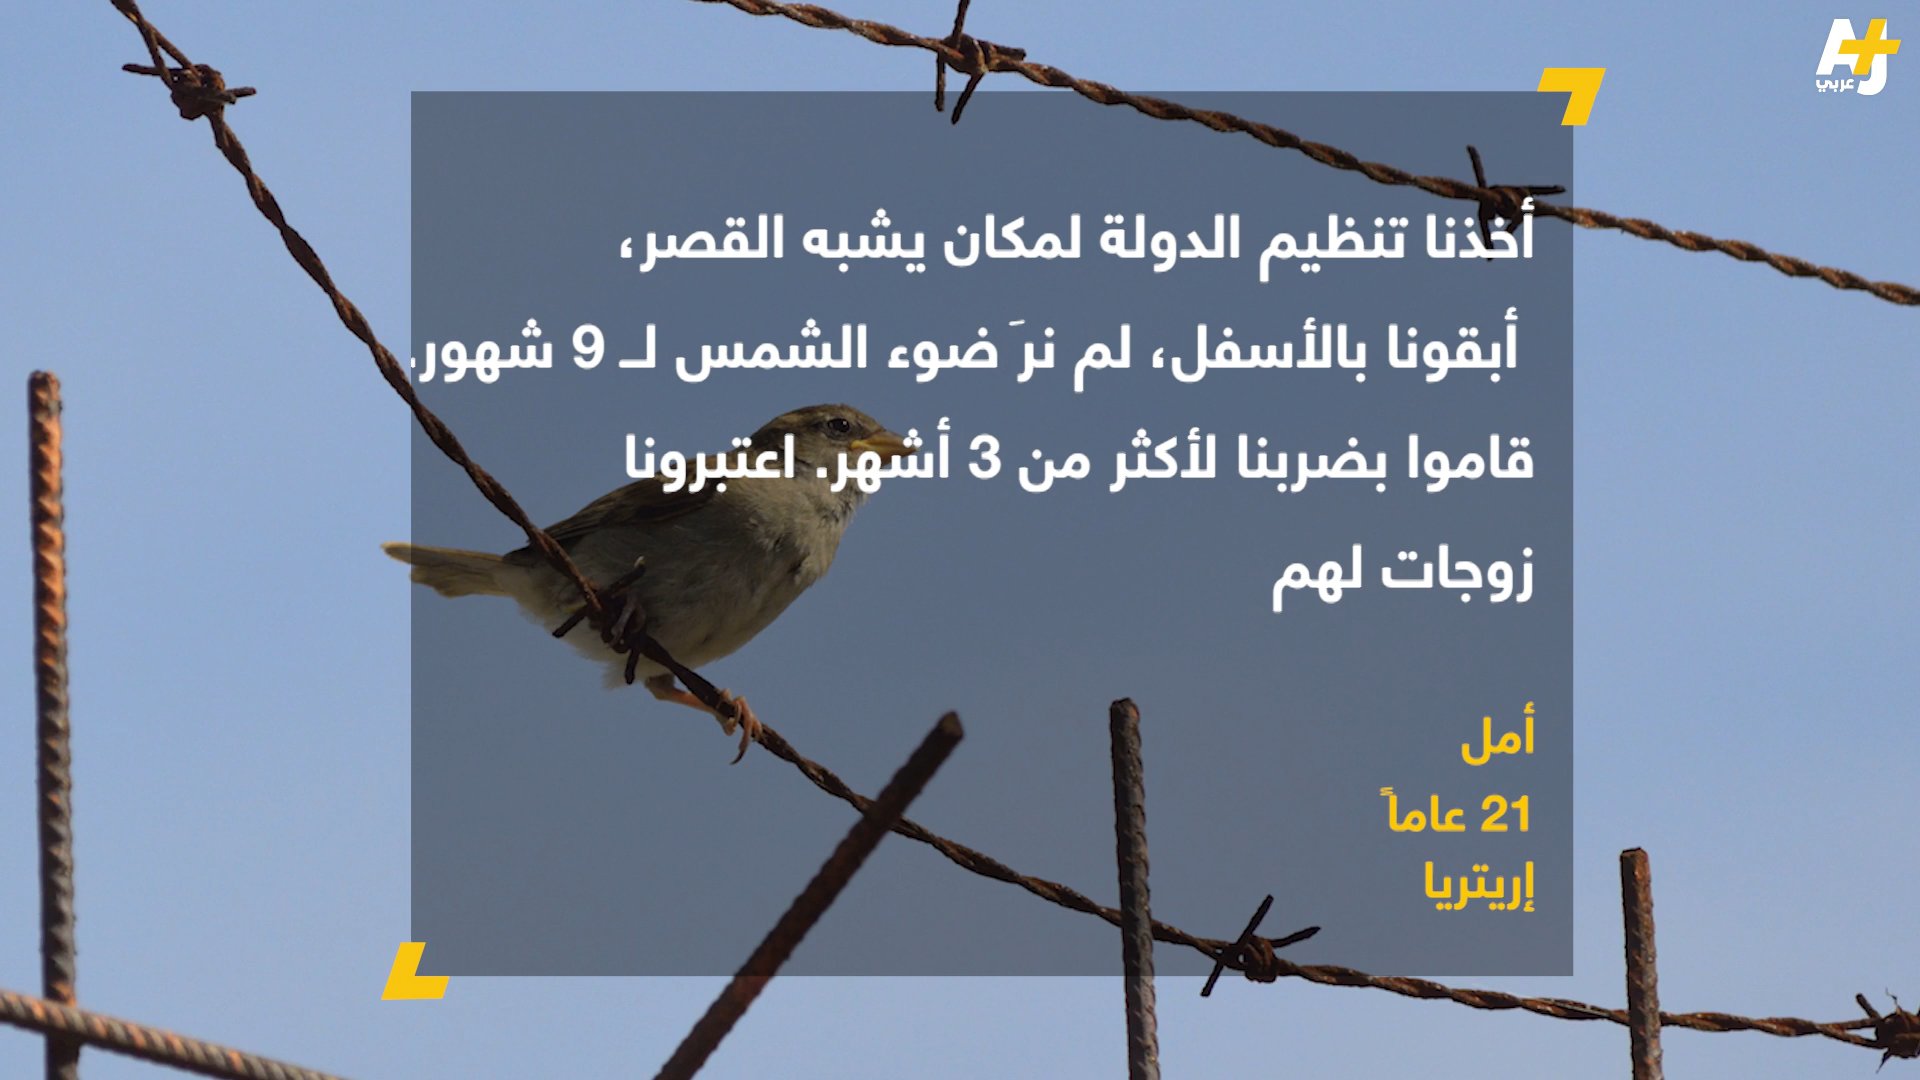 أخذنا تنظيم الدولة لمكان يشبه القصر،
أبقونا بالأسفل، لم نرَ ضوء الشمس لـ 9 شهور.
قاموا بضربنا لأكثر من 3 أشهر. اعتبرونا
زوجات لهم
أمل
21 عاماً
إريتريا
AJ+
عربي